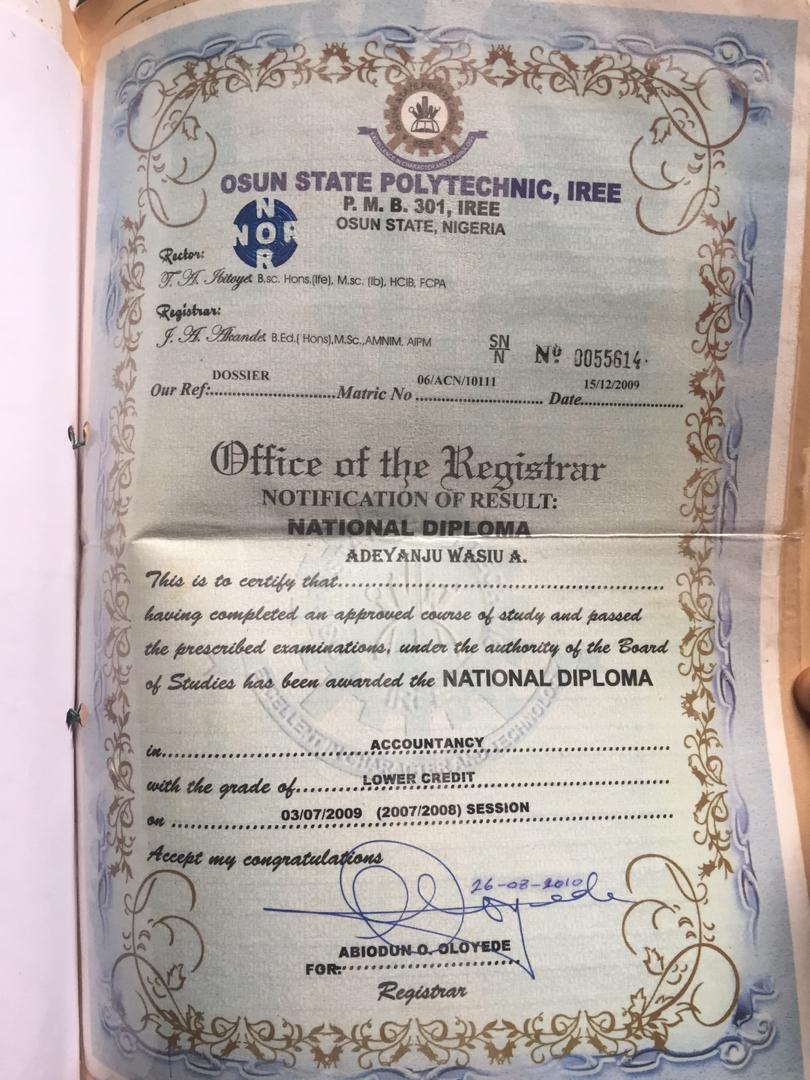 OSUN STATE POLYTECHNIC, IREE
P. M. B. 301, IREE
OSUN STATE, NIGERIA
N
NOR
R
Rector:
T. A. Ibitoye B.sc. Hons.(Ife), M.sc (Ib), HCIB, FCPA
Registrar:
J. A. Akande B.Ed.( Hons),M.Sc.,AMNIM, AIPM
SN
N
Nº 0055614
DOSSIER 06/ACN/10111 15/12/2009
Our Ref:..........Matric No..........Date..........
Office of the Registrar
NOTIFICATION OF RESULT:
NATIONAL DIPLOMA
ADEYANJU WASIU A.
This is to certify that..........
having completed an approved course of study and passed
the prescribed examinations, under the authority of the Board
of Studies has been awarded the NATIONAL DIPLOMA
in..........ACCOUNTANCY
with the grade of..........LOWER CREDIT
on..........03/07/2009 (2007/2008) SESSION
Accept my congratulations
26-03-2010
ABIODUN O. OLOYEDE
FOR:..........
Registrar